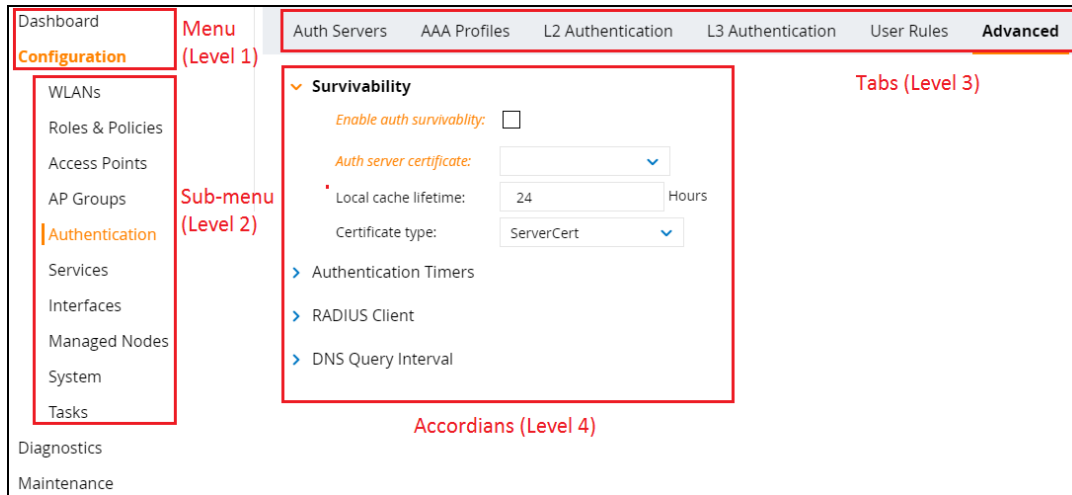 Dashboard
Configuration
WLANs
Roles & Policies
Access Points
AP Groups
Authentication
Services
Interfaces
Managed Nodes
System
Tasks
Diagnostics
Maintenance
Menu
(Level 1)
Sub-menu
(Level 2)
Auth Servers AAA Profiles L2 Authentication L3 Authentication User Rules Advanced
Tabs (Level 3)
Survivability
Enable auth survivablity:
Auth server certificate:
Local cache lifetime: 24 Hours
Certificate type: ServerCert
Authentication Timers
RADIUS Client
DNS Query Interval
Accordians (Level 4)